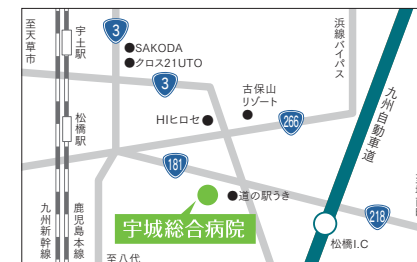 至天草市
宇土駅
3
SAKODA
クロス21UTO
浜線バイパス
3
古保山
リゾート
HIヒロセ
266
九州自動車道
松橋駅
181
道の駅うき
218
宇城総合病院
松橋I.C
九州新幹線
鹿児島本線
至八代